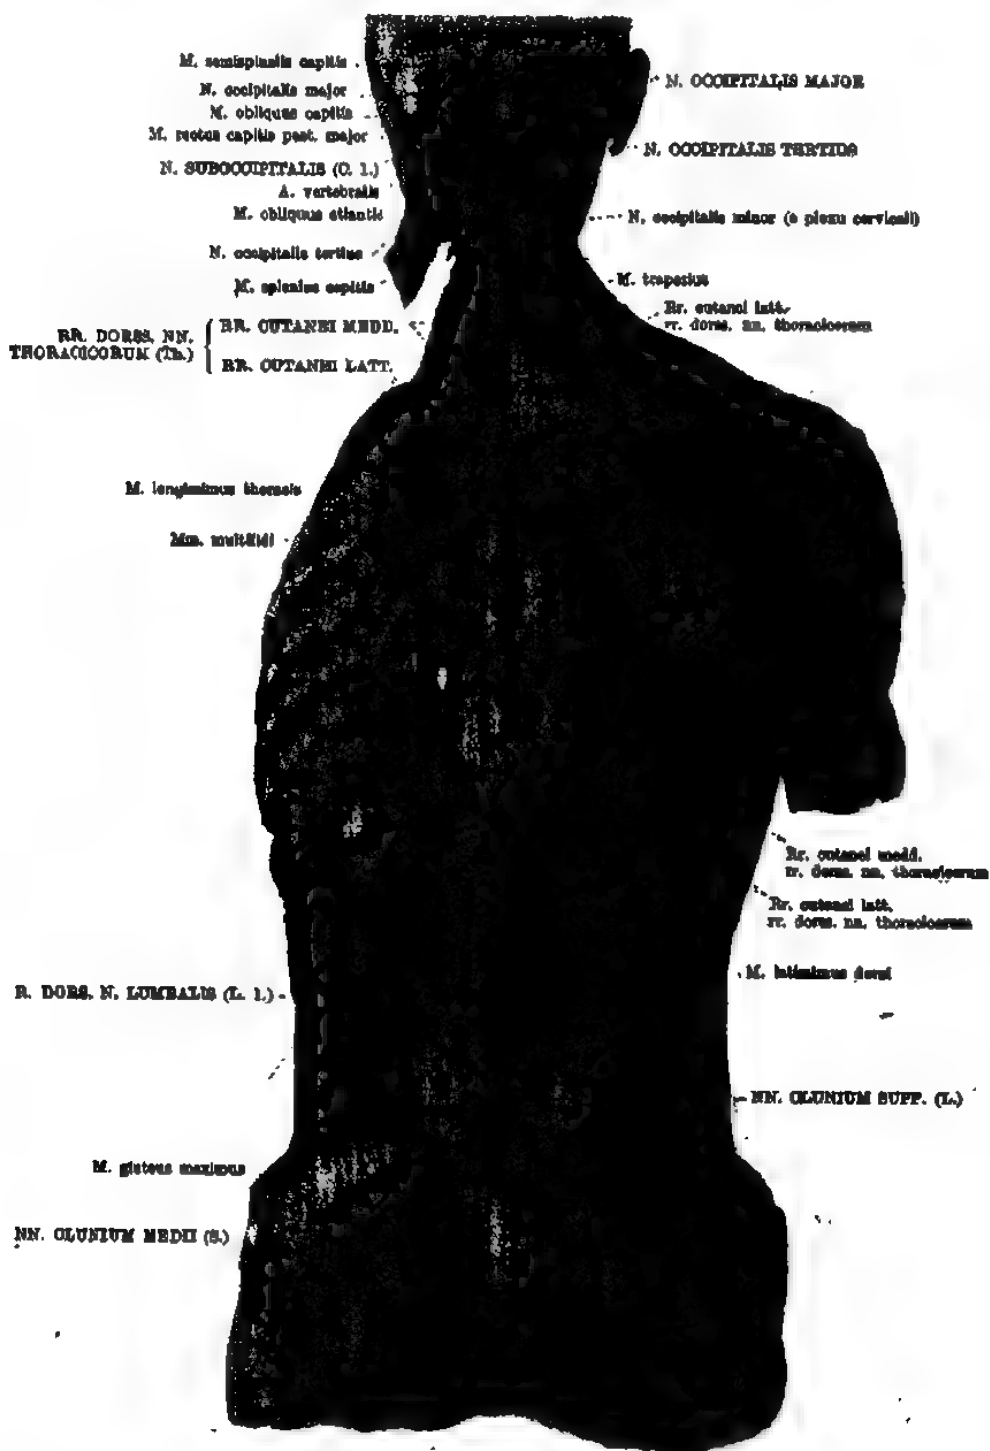 M. semispinalis capitis
N. occipitalis major
M. obliquus capitis
M. rectus capitis post. major
N. SUBOCCIPITALIS (C. 1.)
A. vertebralis
M. obliquus atlantis
N. occipitalis tertius
M. splenius capitis
RR. DORSS. NN.
THORACICORUM (Th.)
RR. CUTANEI MEDD.
RR. CUTANEI LATT.
M. longissimus thoracis
Mm. multifidi
R. DORS. N. LUMBALIS (L. 1.)
M. gluteus maximus
NN. CLUNIUM MEDII (S.)
N. OCCIPITALIS MAJOR
N. OCCIPITALIS TERTIUS
N. occipitalis minor (e plexu cervicali)
M. trapezius
Rr. cutanei latt.
rr. dorss. nn. thoracicorum
Rr. cutanei medd.
rr. dorss. nn. thoracicorum
Rr. cutanei latt.
rr. dorss. nn. thoracicorum
M. latissimus dorsi
NN. CLUNIUM SUPP. (L.)